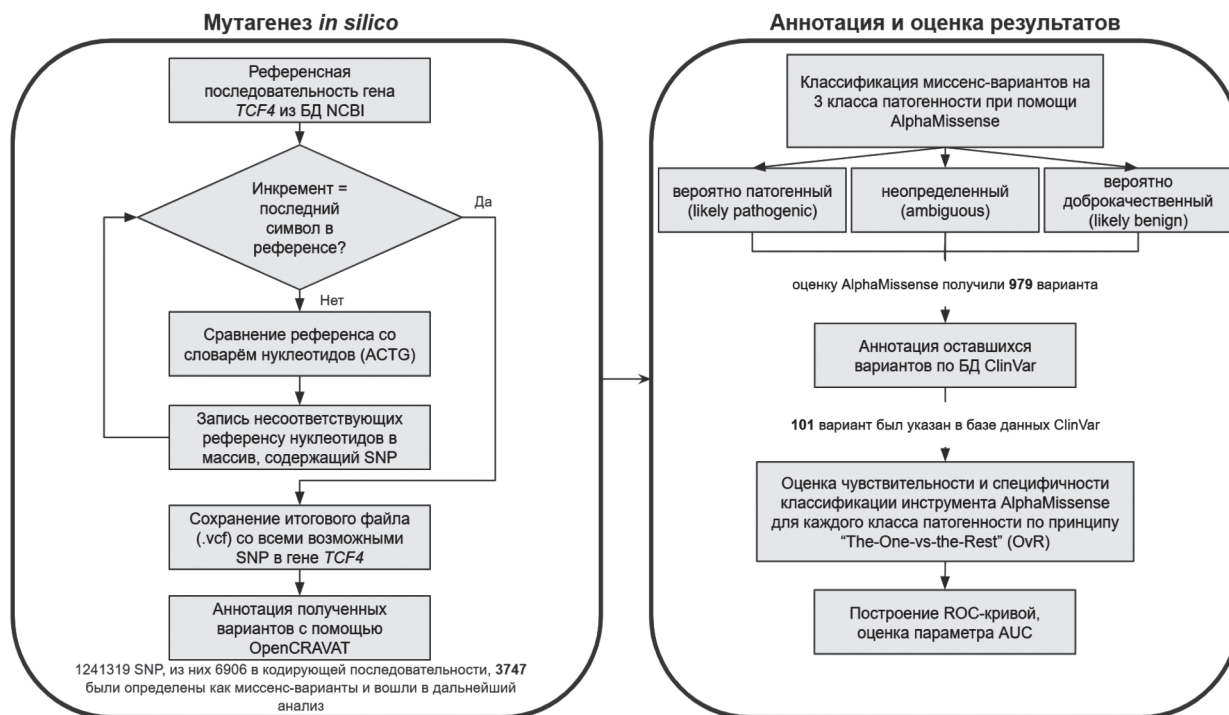 Мутагенез in silico
Референсная
последовательность гена
TCF4 из БД NCBI
Инкремент =
последний
символ в
референсе?
Да
Нет
Сравнение референса со
словарём нуклеотидов (ACTG)
Запись несоответствующих
референсу нуклеотидов в
массив, содержащий SNP
Сохранение итогового файла
(.vcf) со всеми возможными
SNP в гене TCF4
Аннотация полученных
вариантов с помощью
OpenCRAVAT
1241319 SNP, из них 6906 в кодирующей последовательности, 3747
были определены как миссенс-варианты и вошли в дальнейший
анализ
Аннотация и оценка результатов
Классификация миссенс-вариантов на
3 класса патогенности при помощи
AlphaMissense
вероятно патогенный
(likely pathogenic)
неопределенный
(ambiguous)
вероятно
доброкачественный
(likely benign)
оценку AlphaMissense получили 979 варианта
Аннотация оставшихся
вариантов по БД ClinVar
101 вариант был указан в базе данных ClinVar
Оценка чувствительности и специфичности
классификации инструмента AlphaMissense
для каждого класса патогенности по принципу
“The-One-vs-the-Rest” (OvR)
Построение ROC-кривой,
оценка параметра AUC